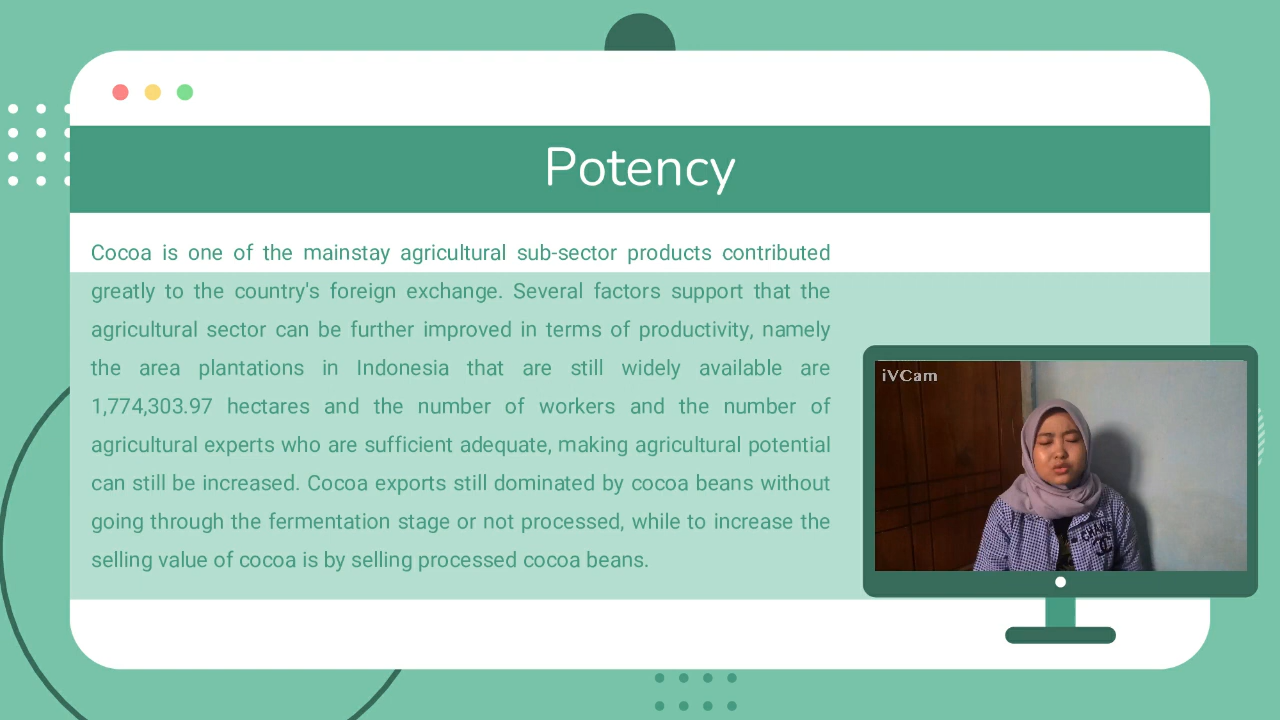 Potency
Cocoa is one of the mainstay agricultural sub-sector products contributed
greatly to the country's foreign exchange. Several factors support that the
agricultural sector can be further improved in terms of productivity, namely
the area plantations in Indonesia that are still widely available are
1,774,303.97 hectares and the number of workers and the number of
agricultural experts who are sufficient adequate, making agricultural potential
can still be increased. Cocoa exports still dominated by cocoa beans without
going through the fermentation stage or not processed, while to increase the
selling value of cocoa is by selling processed cocoa beans.
iVCam
CHANEL